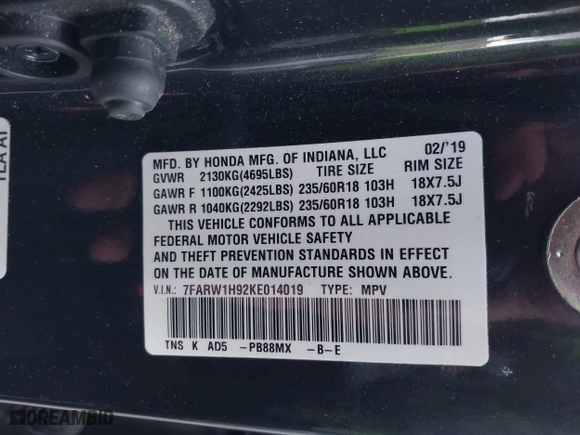 MFD. BY HONDA MFG. OF INDIANA, LLC 02/'19
GVWR 2130KG(4695LBS) TIRE SIZE RIM SIZE
GAWR F 1100KG(2425LBS) 235/60R18 103H 18X7.5J
GAWR R 1040KG(2292LBS) 235/60R18 103H 18X7.5J
THIS VEHICLE CONFORMS TO ALL APPLICABLE
FEDERAL MOTOR VEHICLE SAFETY
AND THEFT PREVENTION STANDARDS IN EFFECT
ON THE DATE OF MANUFACTURE SHOWN ABOVE.
V.I.N.: 7FARW1H92KE014019 TYPE: MPV
TNS K AD5 -PB88MX -B-E
DREAMBID